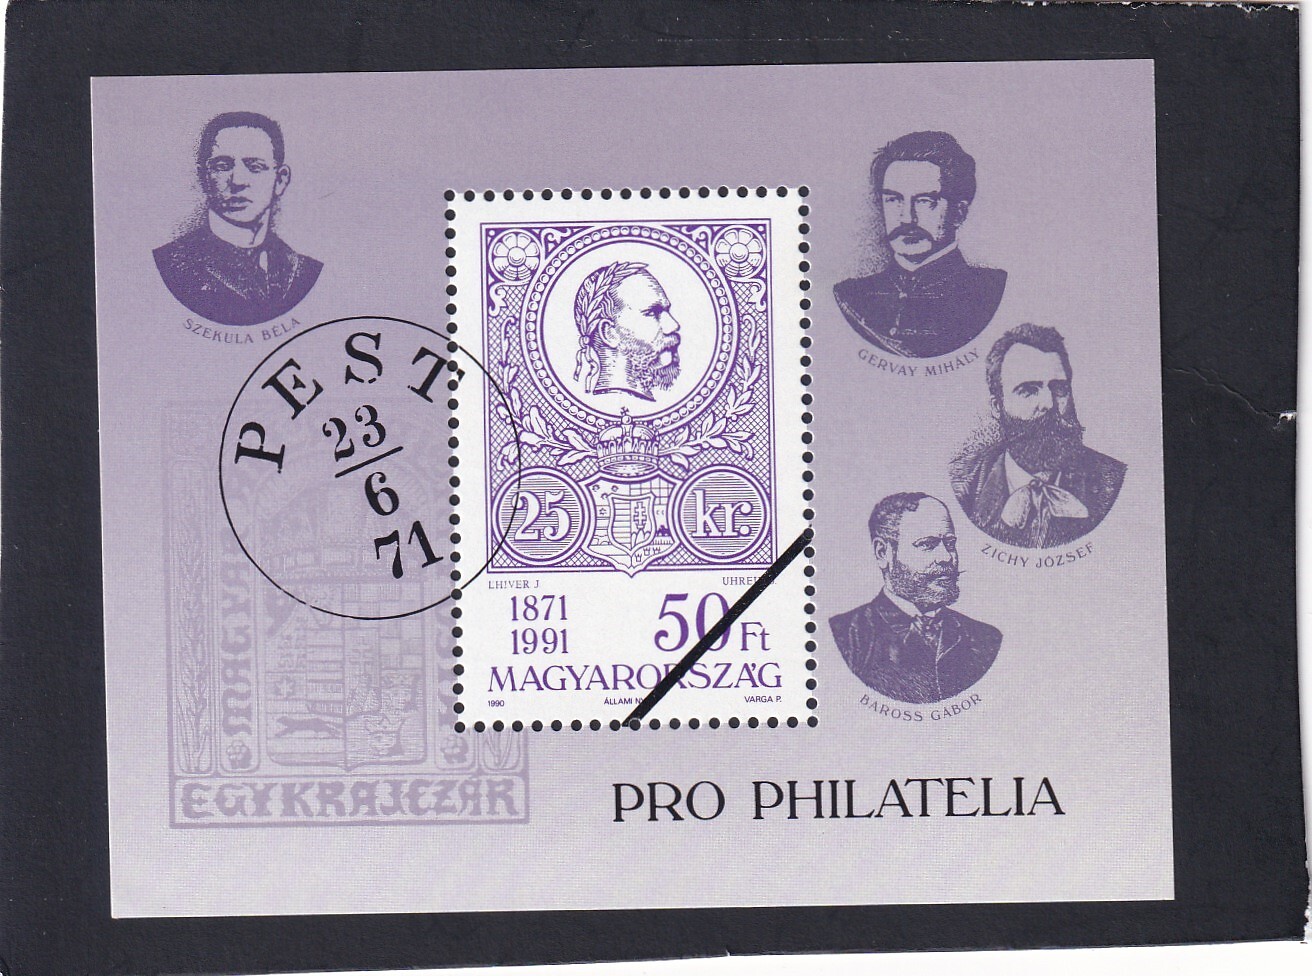 SZEKULA BÉLA
GERVAY MIHÁLY
ZICHY JÓZSEF
BAROSS GÁBOR
PEST
23
6
71
25 kr.
LHIVER J
1871
1991
50 Ft
MAGYARORSZÁG
1990
ÁLLAMI
VARGA P.
EGYKRAJCZÁR
PRO PHILATELIA